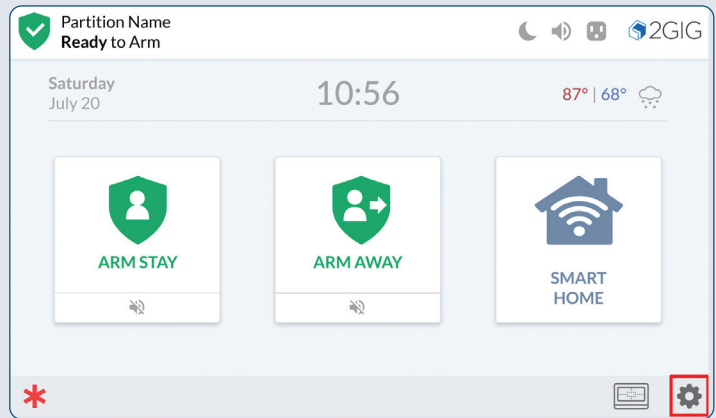 Partition Name
Ready to Arm
2GIG
Saturday
July 20
10:56
87° | 68°
ARM STAY
ARM AWAY
SMART
HOME